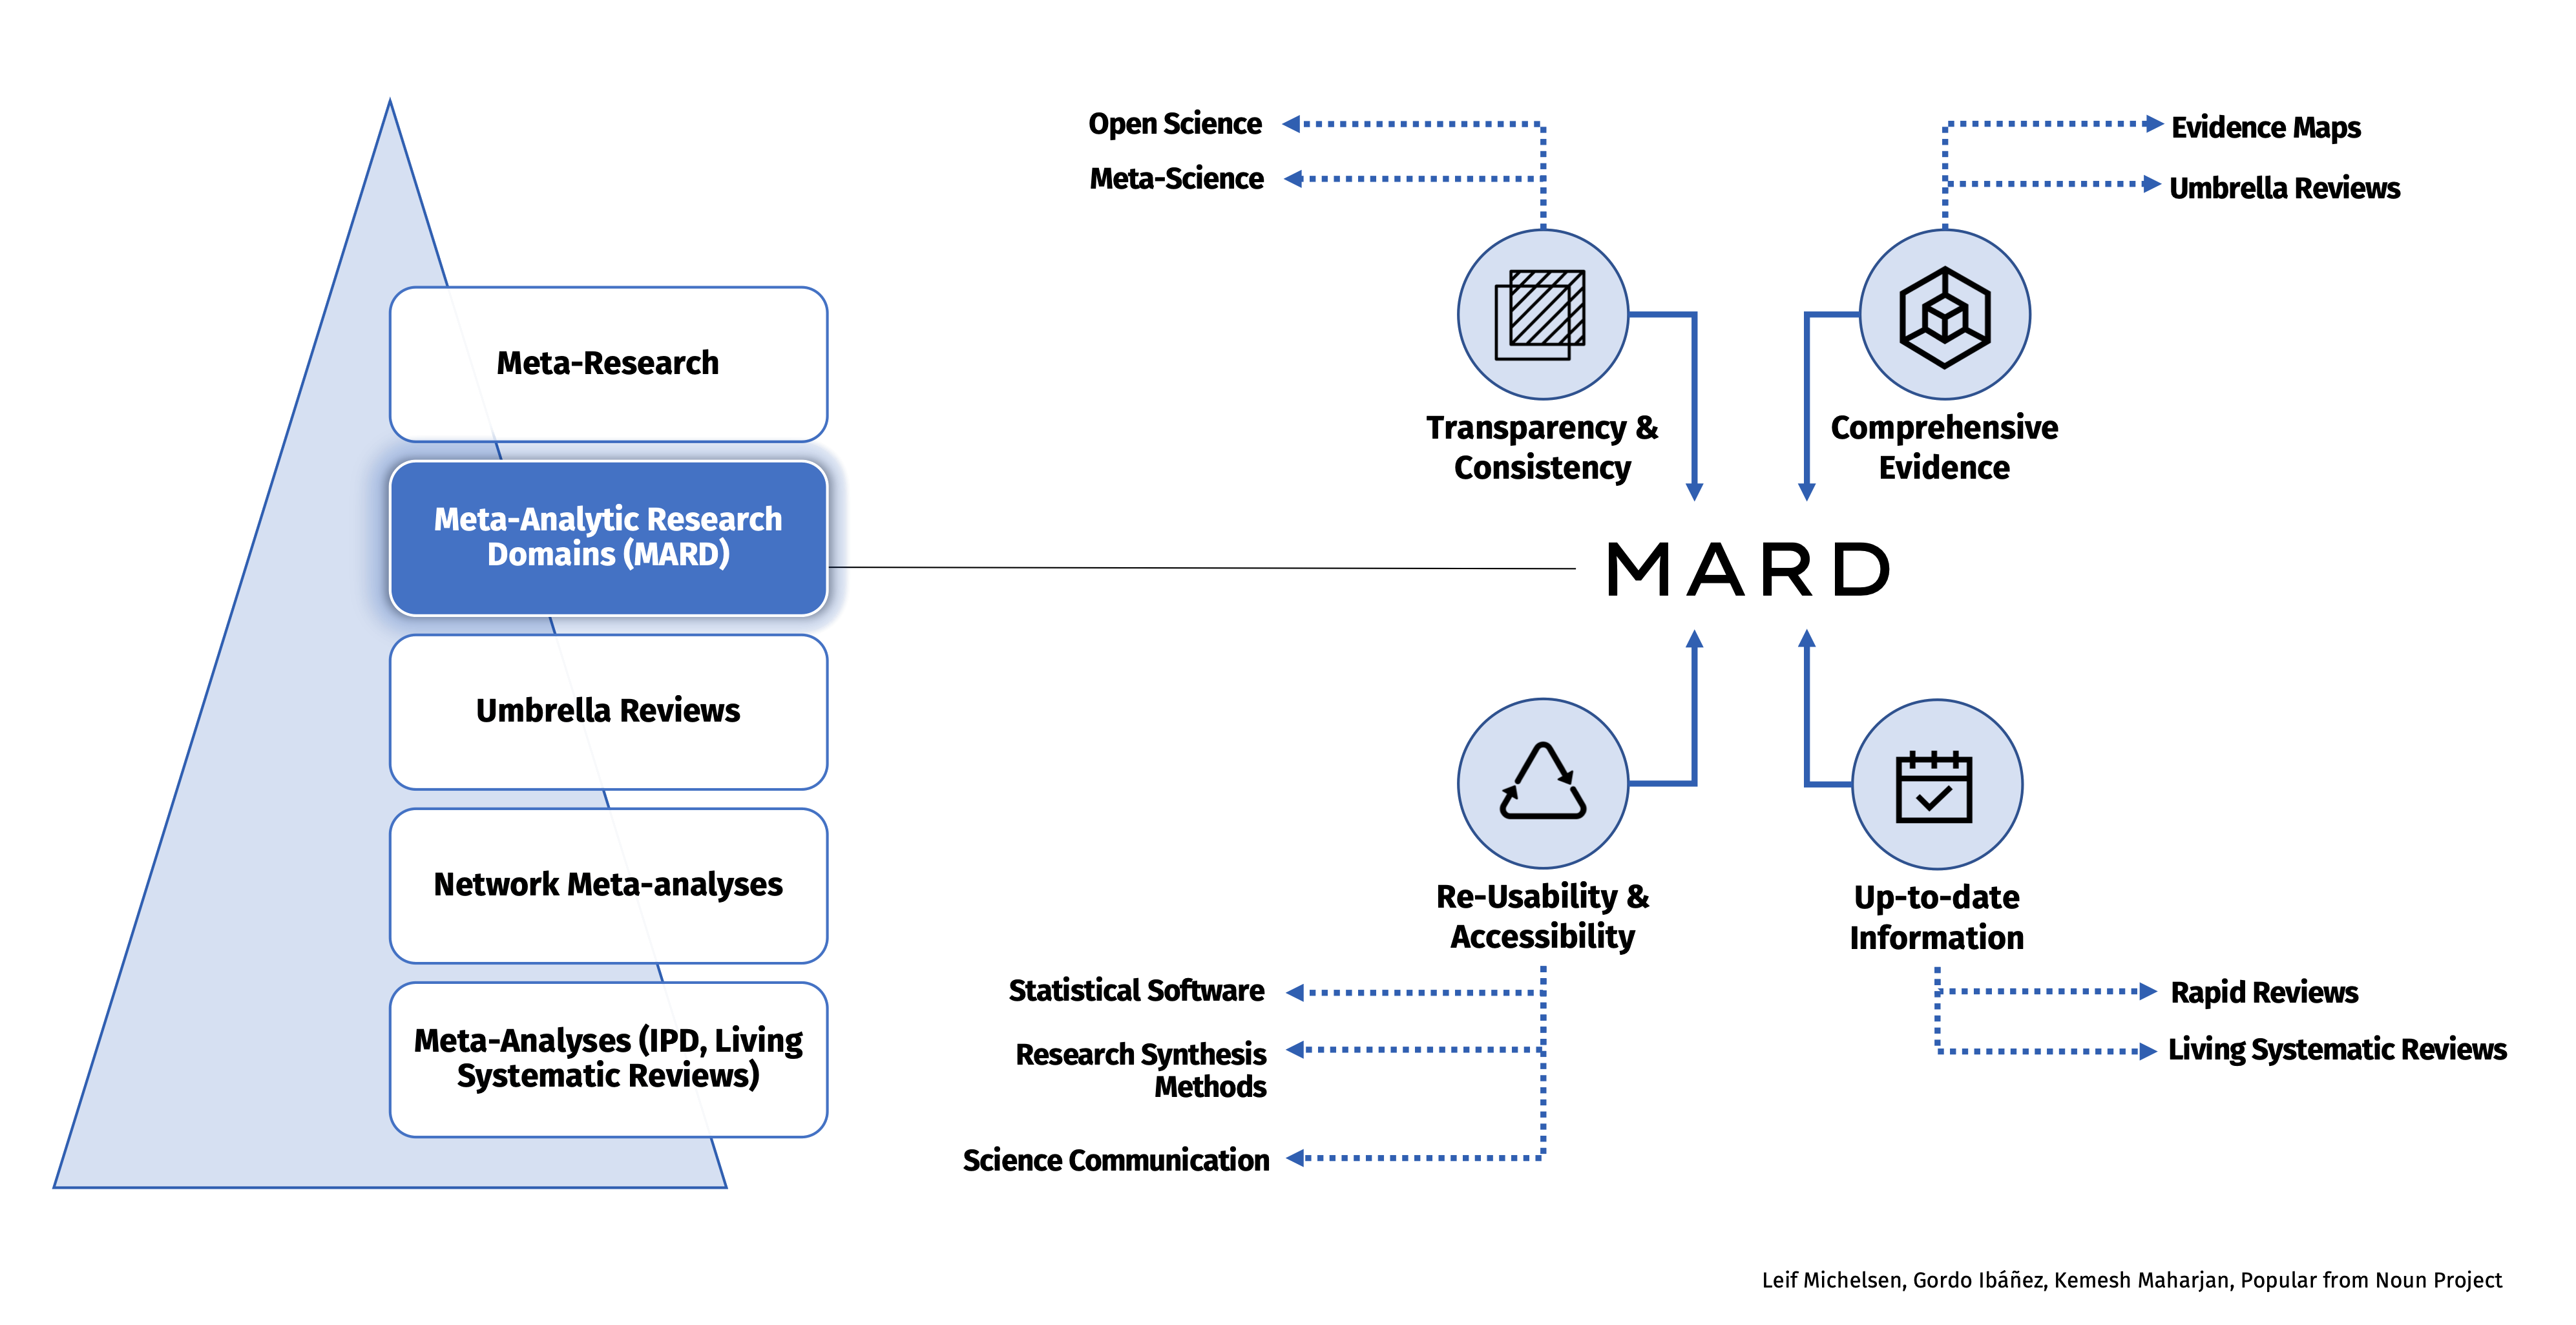 Meta-Research
Meta-Analytic Research
Domains (MARD)
Umbrella Reviews
Network Meta-analyses
Meta-Analyses (IPD, Living
Systematic Reviews)
Open Science
Meta-Science
Evidence Maps
Umbrella Reviews
Transparency &
Consistency
Comprehensive
Evidence
MARD
Re-Usability &
Accessibility
Up-to-date
Information
Statistical Software
Research Synthesis
Methods
Science Communication
Rapid Reviews
Living Systematic Reviews
Leif Michelsen, Gordo Ibáñez, Kemesh Maharjan, Popular from Noun Project